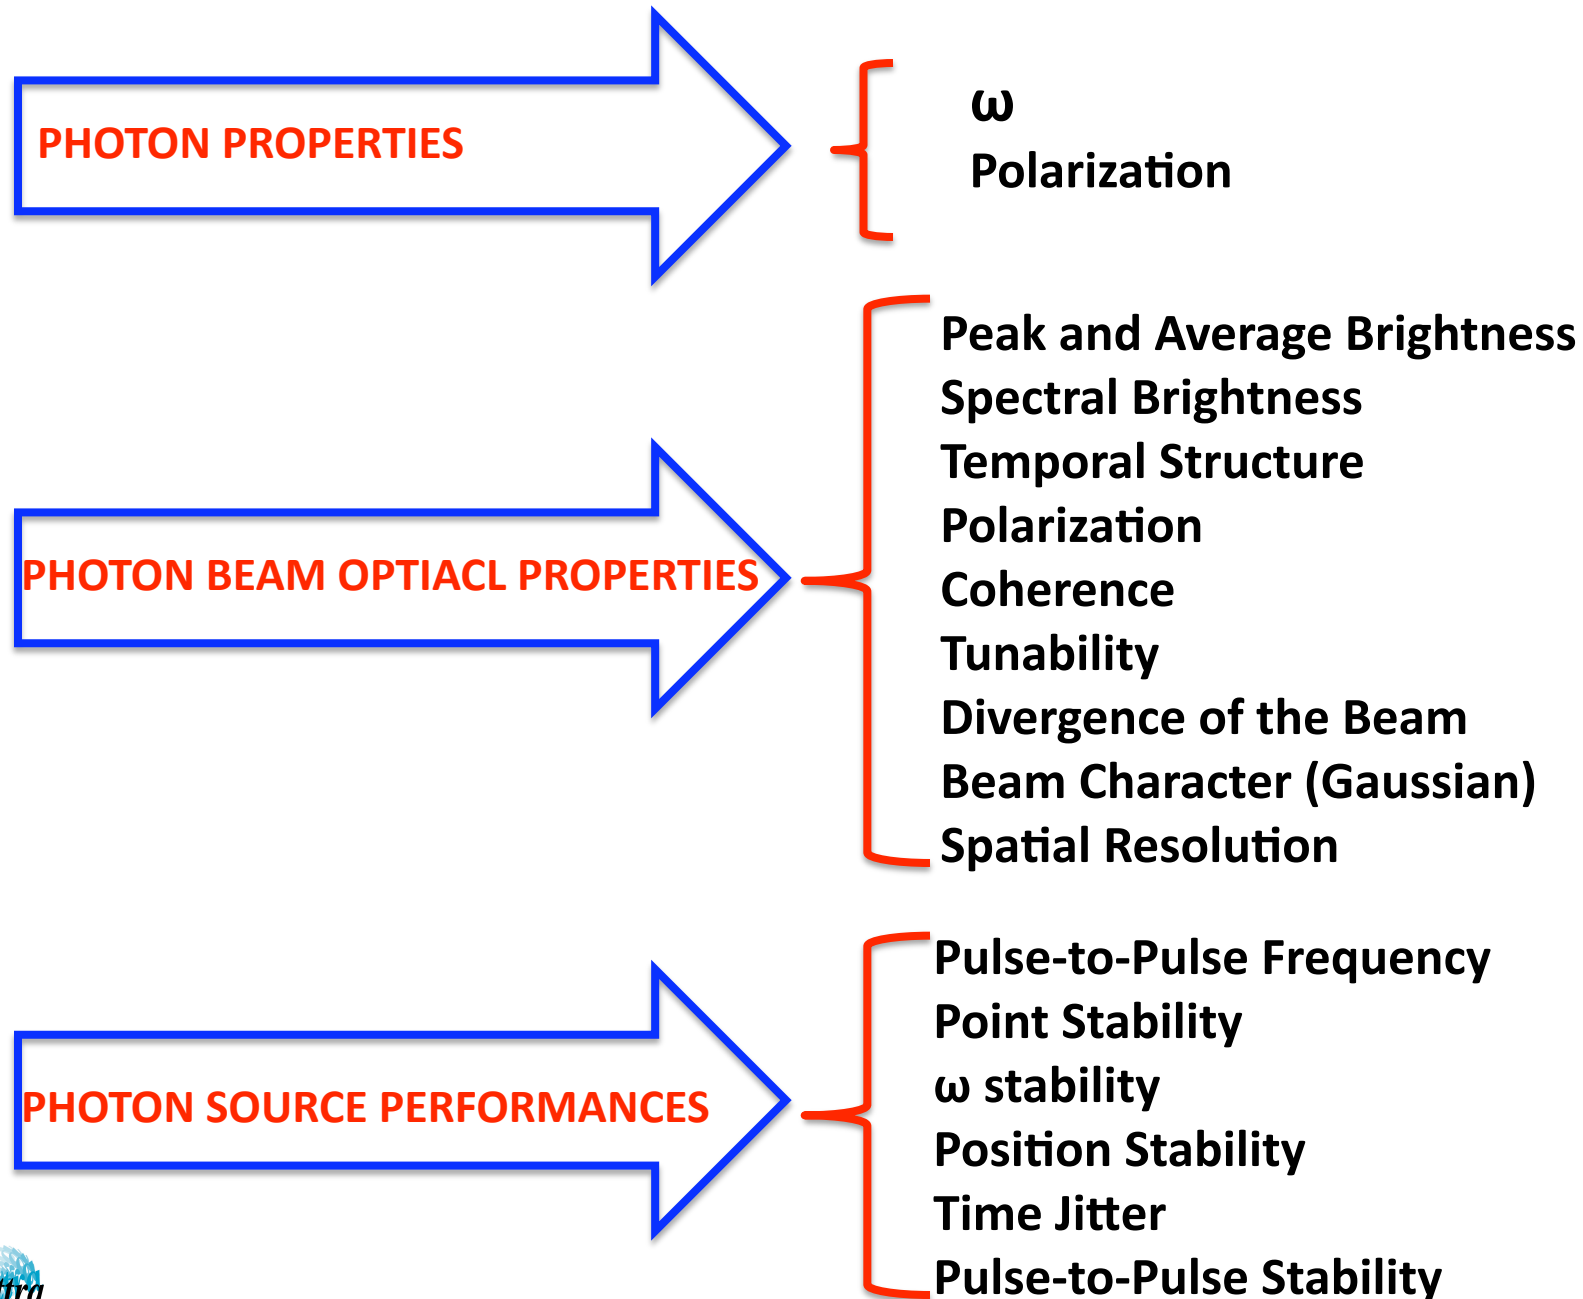 PHOTON PROPERTIES
ω
Polarization
PHOTON BEAM OPTIACL PROPERTIES
Peak and Average Brightness
Spectral Brightness
Temporal Structure
Polarization
Coherence
Tunability
Divergence of the Beam
Beam Character (Gaussian)
Spatial Resolution
PHOTON SOURCE PERFORMANCES
Pulse-to-Pulse Frequency
Point Stability
ω stability
Position Stability
Time Jitter
Pulse-to-Pulse Stability